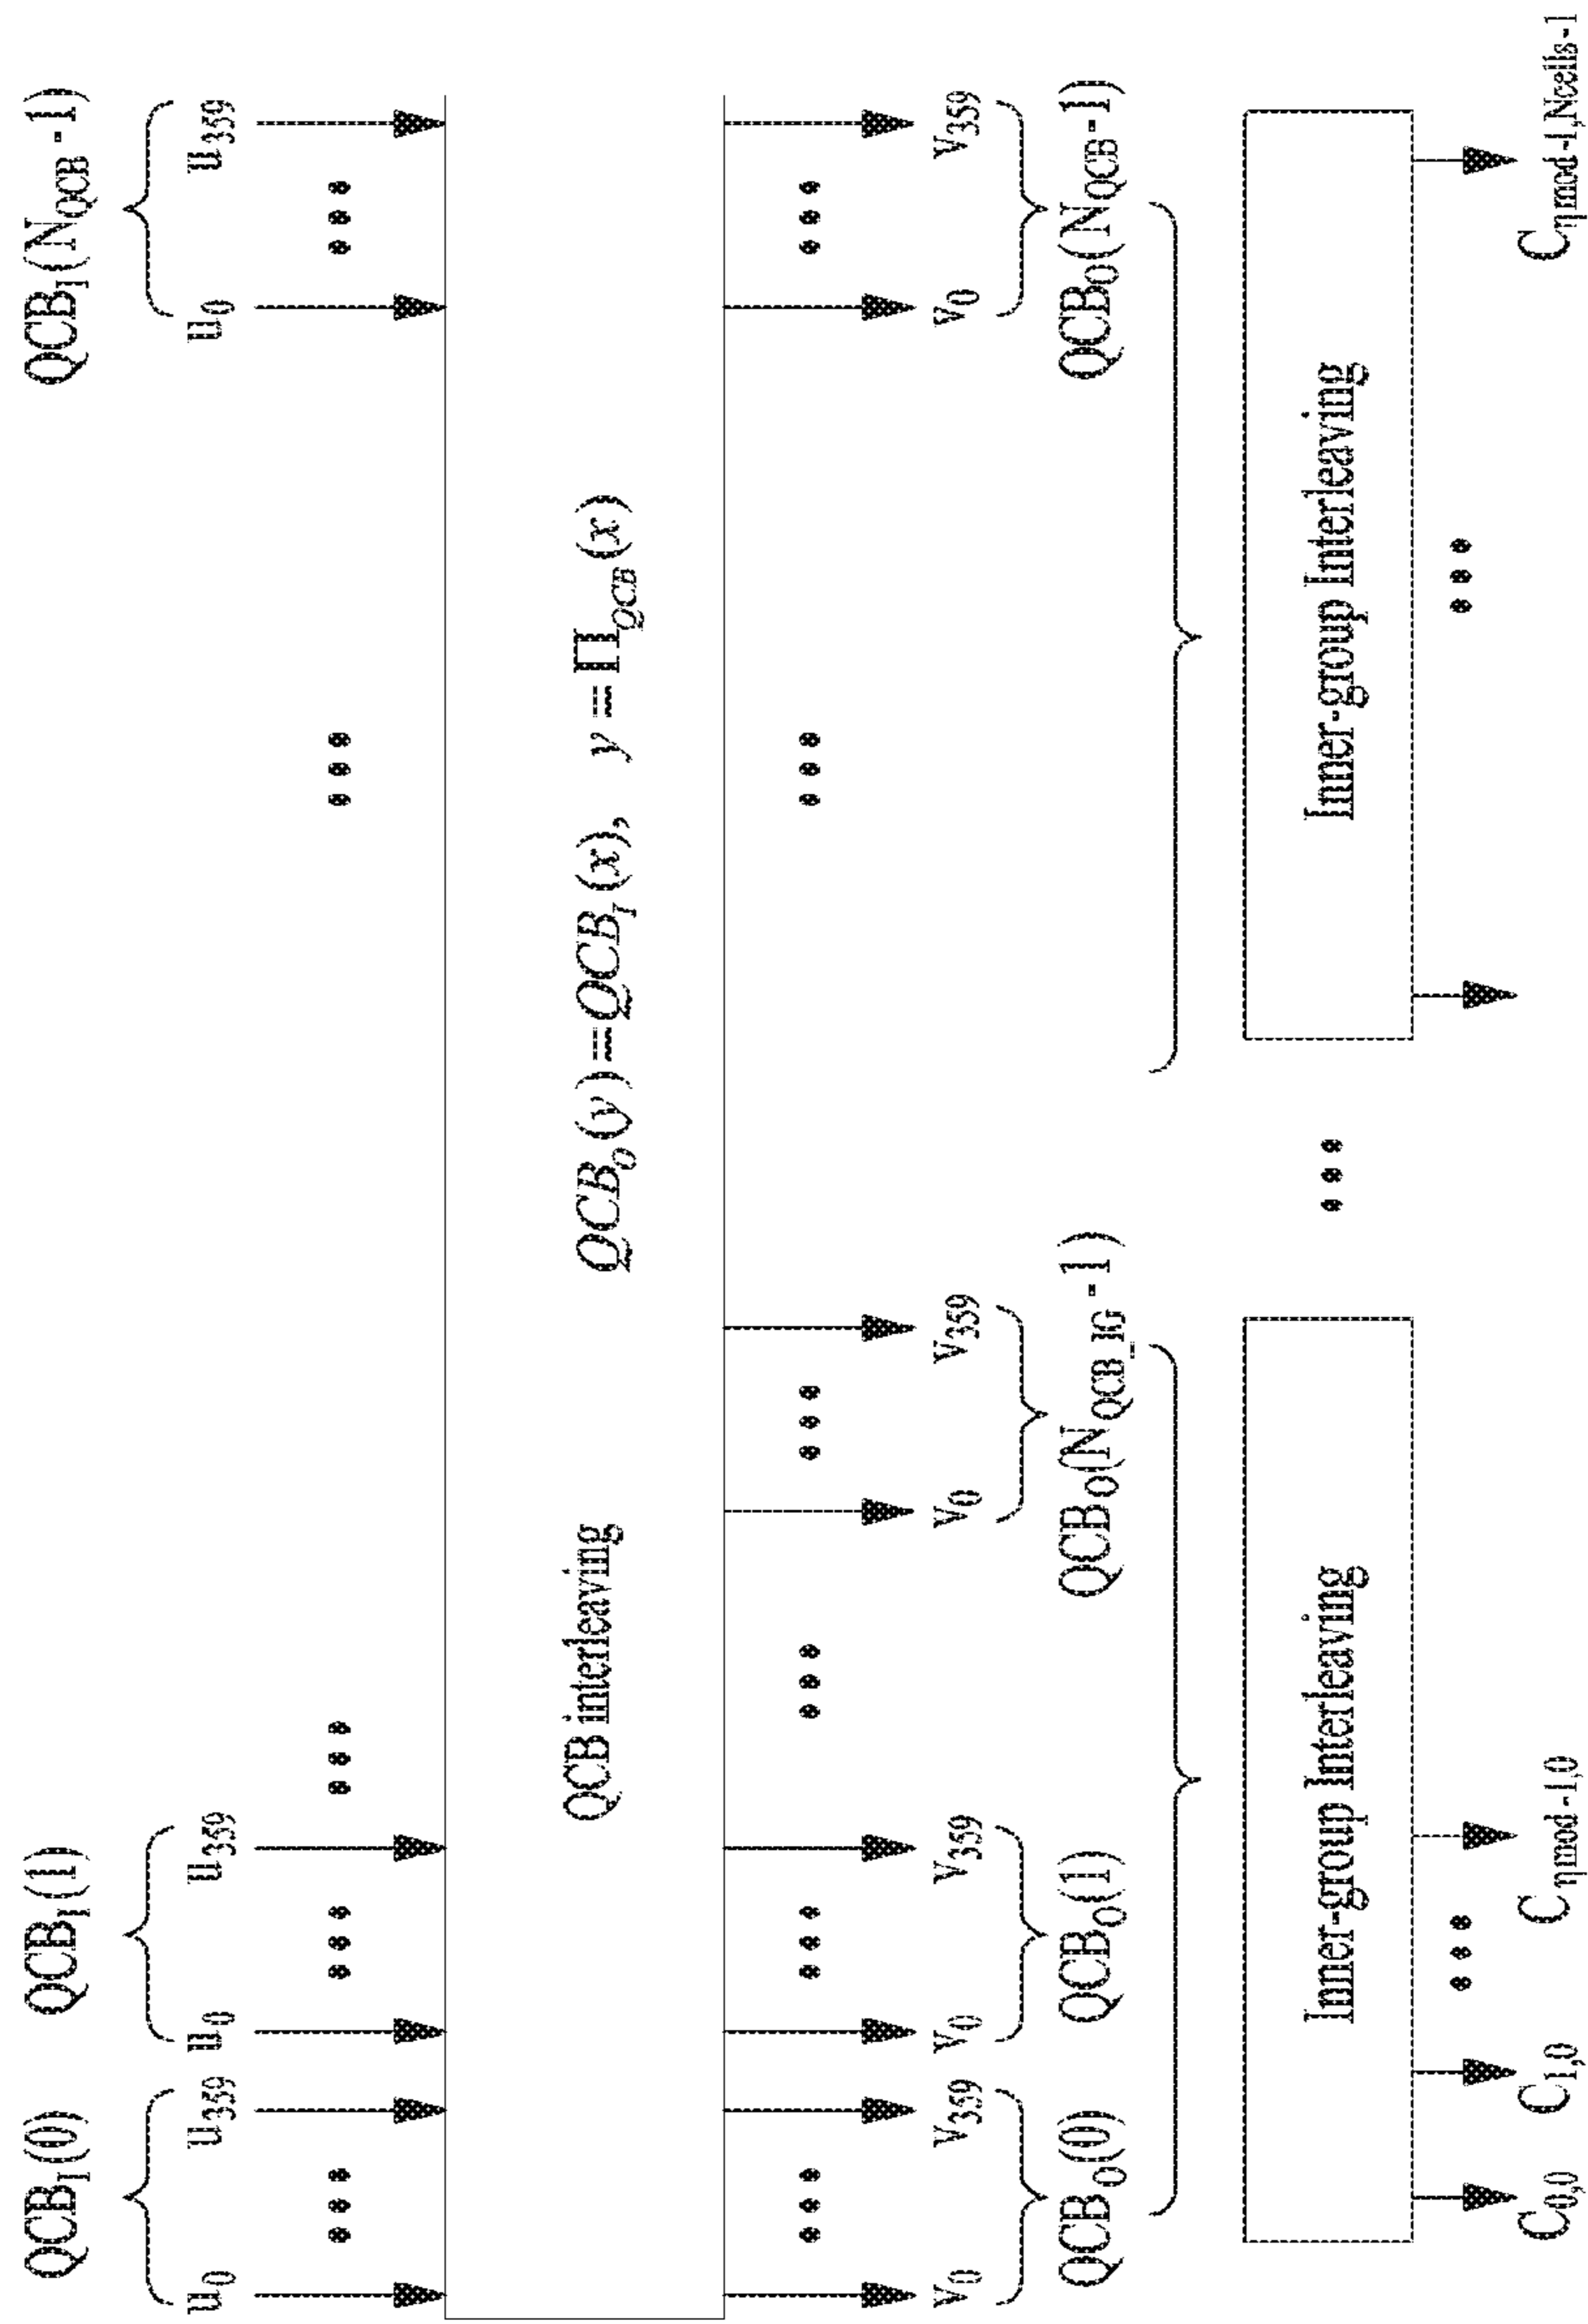 QCB_I(0) QCB_I(1) QCB_I(N_QCB -1)
u_0 u_359 u_0 u_359 u_0 u_359
QCB interleaving QCB_O(y)=QCB_I(x), y=∏_QCB(x)
v_0 v_359 v_0 v_359 v_0 v_359 v_0 v_359
QCB_O(0) QCB_O(1) QCB_O(N_QCB_IG -1) QCB_O(N_QCB -1)
Inner-group Interleaving Inner-group Interleaving
C_0,0 C_1,0 C_ηmod-1,0 C_ηmod-1,Ncells-1